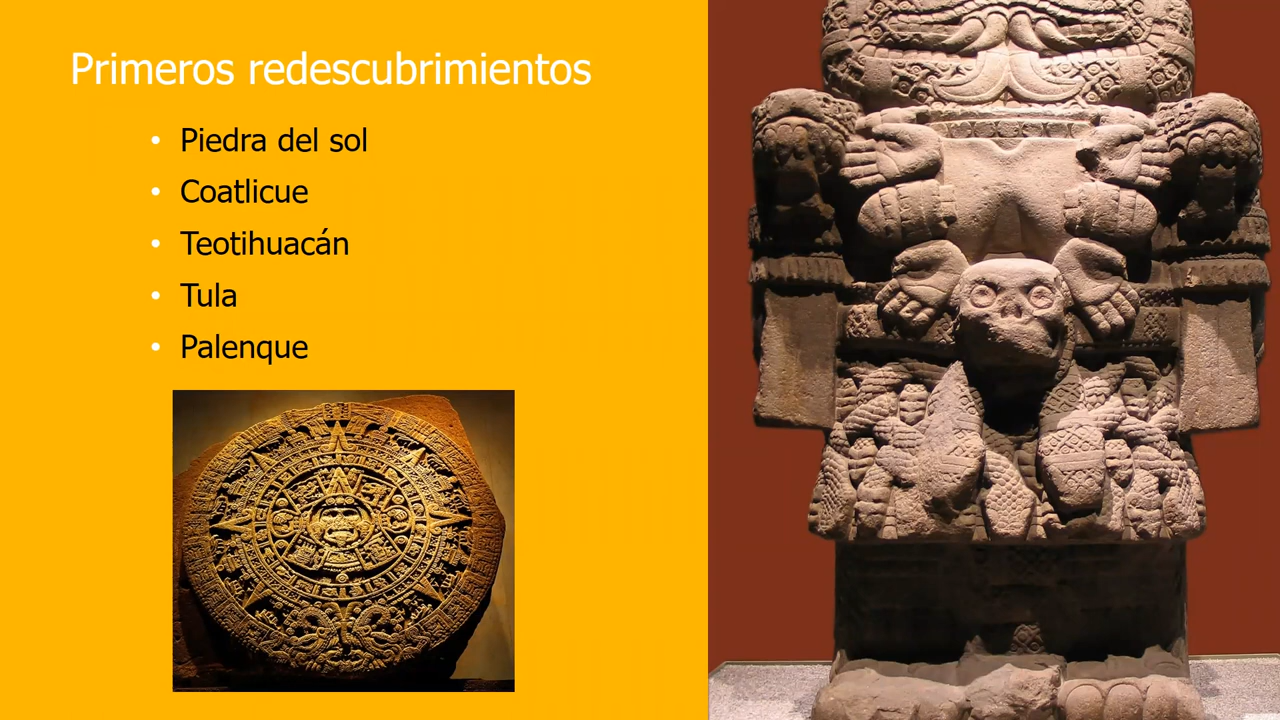 Primeros redescubrimientos
• Piedra del sol
• Coatlicue
• Teotihuacán
• Tula
• Palenque